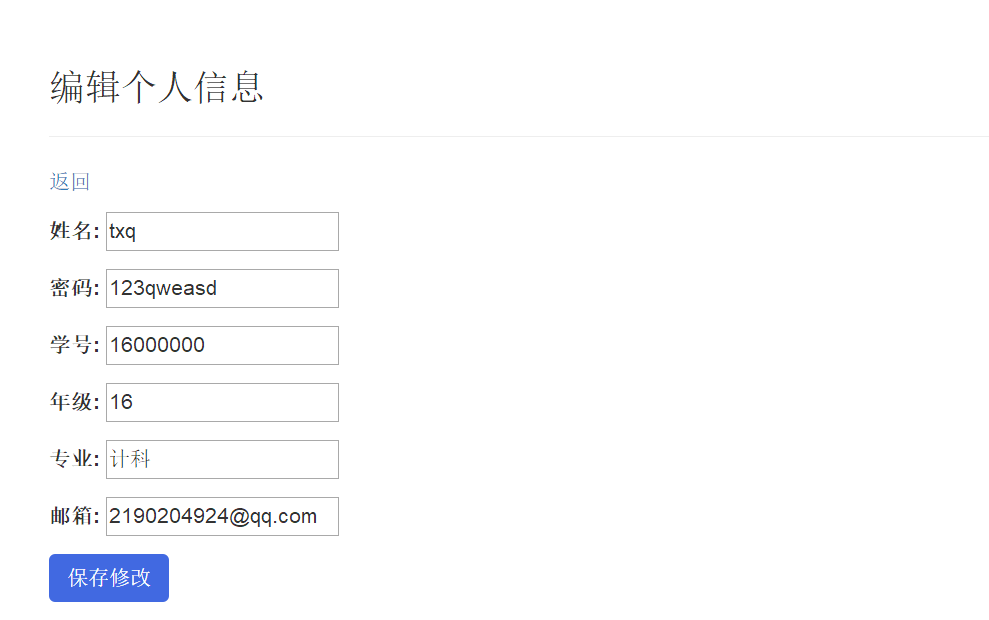 编辑个人信息
返回
姓名: txq
密码: 123qweasd
学号: 16000000
年级: 16
专业: 计科
邮箱: 2190204924@qq.com
保存修改